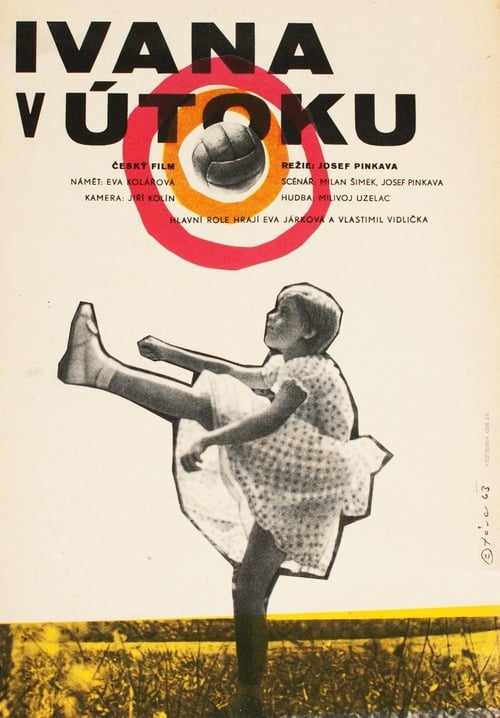 IVANA
V ÚTOKU
ČESKÝ FILM
NÁMĚT: EVA KOLÁŘOVÁ
KAMERA: JIŘÍ KOLÍN
REŽIE: JOSEF PINKAVA
SCÉNÁŘ: MILAN ŠIMEK, JOSEF PINKAVA
HUDBA: MILIVOJ UZELAC
HLAVNÍ ROLE HRAJÍ EVA JÁRKOVÁ A VLASTIMIL VIDLIČKA
63